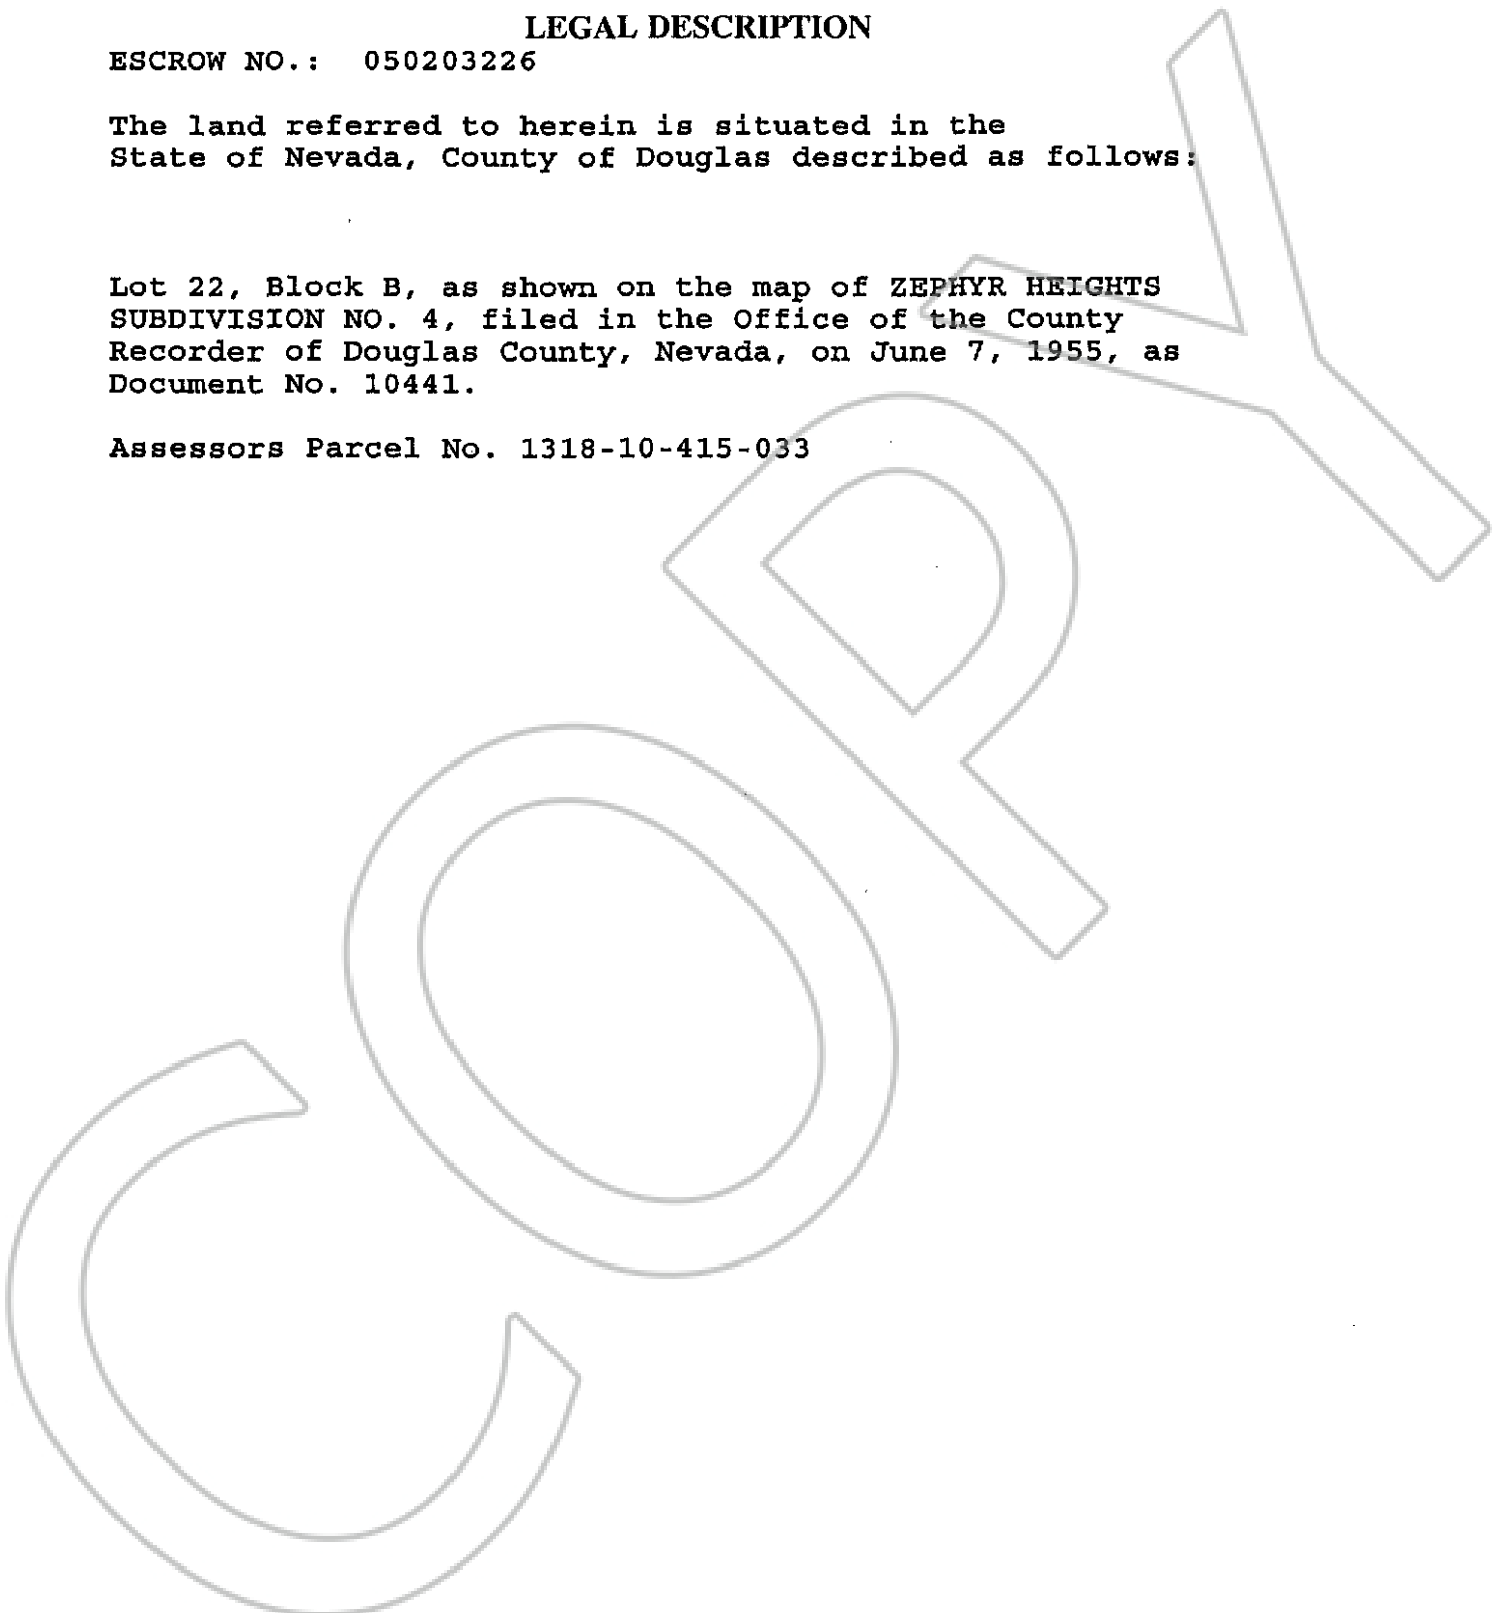 LEGAL DESCRIPTION
ESCROW NO.: 050203226
The land referred to herein is situated in the
State of Nevada, County of Douglas described as follows:
Lot 22, Block B, as shown on the map of ZEPHYR HEIGHTS
SUBDIVISION NO. 4, filed in the Office of the County
Recorder of Douglas County, Nevada, on June 7, 1955, as
Document No. 10441.
Assessors Parcel No. 1318-10-415-033
COPY